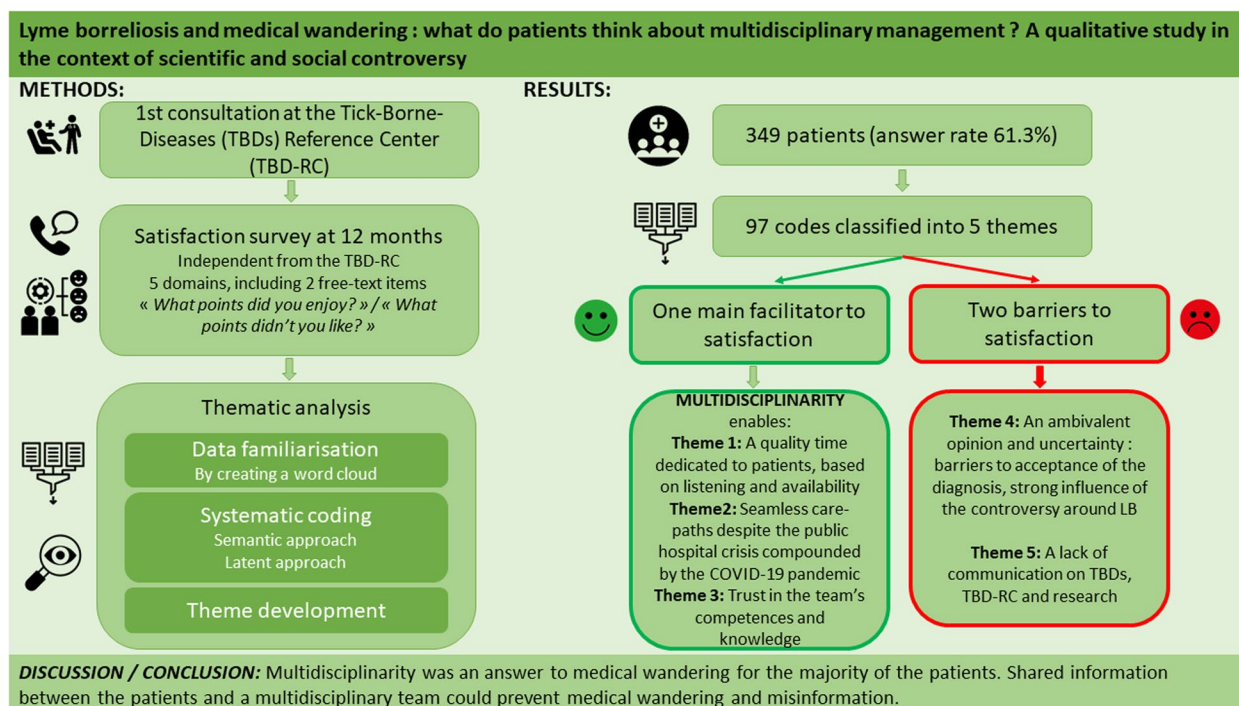 Lyme borreliosis and medical wandering : what do patients think about multidisciplinary management ? A qualitative study in
the context of scientific and social controversy
METHODS:
1st consultation at the Tick-Borne-
Diseases (TBDs) Reference Center
(TBD-RC)
Satisfaction survey at 12 months
Independent from the TBD-RC
5 domains, including 2 free-text items
« What points did you enjoy? » / « What
points didn't you like? »
Thematic analysis
Data familiarisation
By creating a word cloud
Systematic coding
Semantic approach
Latent approach
Theme development
RESULTS:
349 patients (answer rate 61.3%)
97 codes classified into 5 themes
One main facilitator to
satisfaction
MULTIDISCIPLINARITY
enables:
Theme 1: A quality time
dedicated to patients, based
on listening and availability
Theme2: Seamless care-
paths despite the public
hospital crisis compounded
by the COVID-19 pandemic
Theme 3: Trust in the team's
competences and
knowledge
Two barriers to
satisfaction
Theme 4: An ambivalent
opinion and uncertainty :
barriers to acceptance of the
diagnosis, strong influence of
the controversy around LB
Theme 5: A lack of
communication on TBDs,
TBD-RC and research
DISCUSSION / CONCLUSION: Multidisciplinarity was an answer to medical wandering for the majority of the patients. Shared information
between the patients and a multidisciplinary team could prevent medical wandering and misinformation.